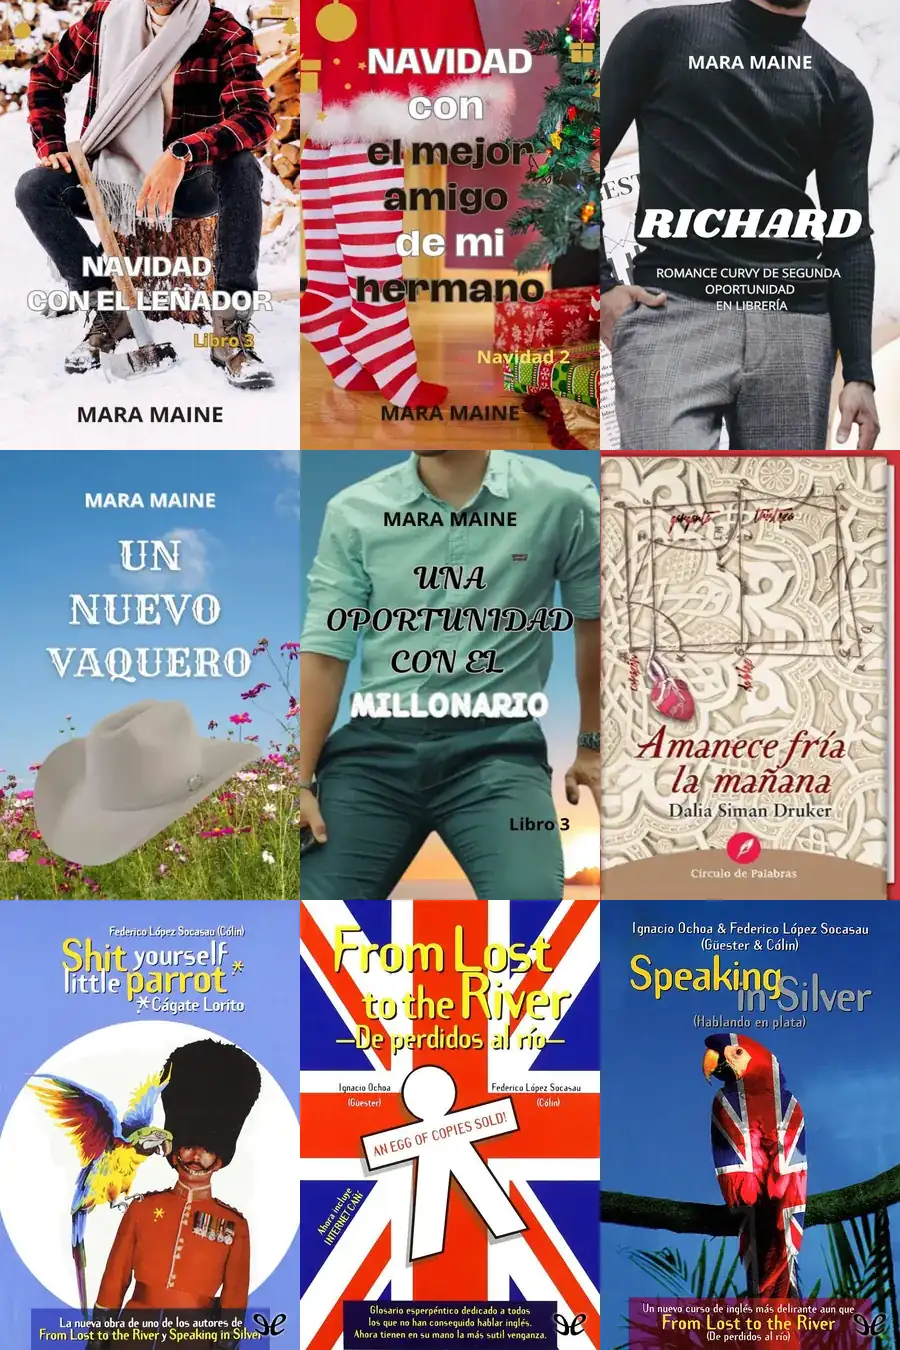 NAVIDAD
CON EL LEÑADOR
Libro 3
MARA MAINE
NAVIDAD
con
el mejor
amigo
de mi
hermano
Navidad 2
MARA MAINE
MARA MAINE
RICHARD
ROMANCE CURVY DE SEGUNDA
OPORTUNIDAD
EN LIBRERÍA
MARA MAINE
UN
NUEVO
VAQUERO
MARA MAINE
UNA
OPORTUNIDAD
CON EL
MILLONARIO
Libro 3
Amanece fría
la mañana
Dalia Siman Druker
Círculo de Palabras
Federico López Socasau (Cólin)
Shit yourself
little parrot*
*Cágate Lorito
La nueva obra de uno de los autores de
From Lost to the River y Speaking in Silver
From Lost
to the River
—De perdidos al río—
Ignacio Ochoa
(Güester)
Federico López Socasau
(Cólin)
AN EGG OF COPIES SOLD!
Ahora incluye
INTERNET CAÑÍ
Glosario esperpéntico dedicado a todos
los que no han conseguido hablar inglés.
Ahora tienen en su mano la más sutil venganza.
Ignacio Ochoa & Federico López Socasau
(Güester & Cólin)
Speaking
in Silver
(Hablando en plata)
Un nuevo curso de inglés más delirante aun que
From Lost to the River
(De perdidos al río)